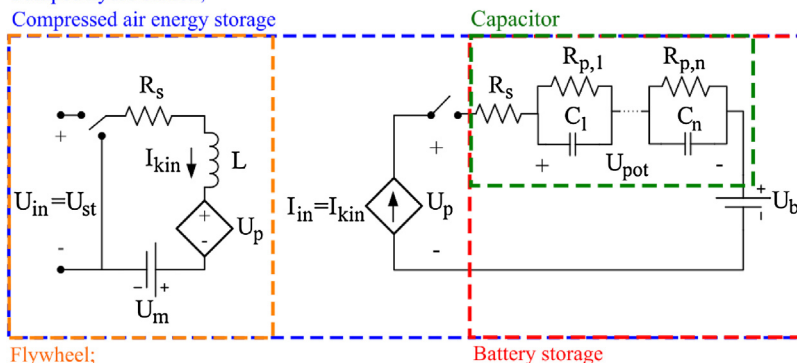 Compressed air energy storage
Capacitor
R_s
I_kin
L
U_in=U_st
+
-
+
-
U_p
-
+
U_m
I_in=I_kin
U_p
+
-
R_s
R_p,1
C_1
R_p,n
C_n
+
U_pot
-
+
-
U_b
Flywheel;
Battery storage